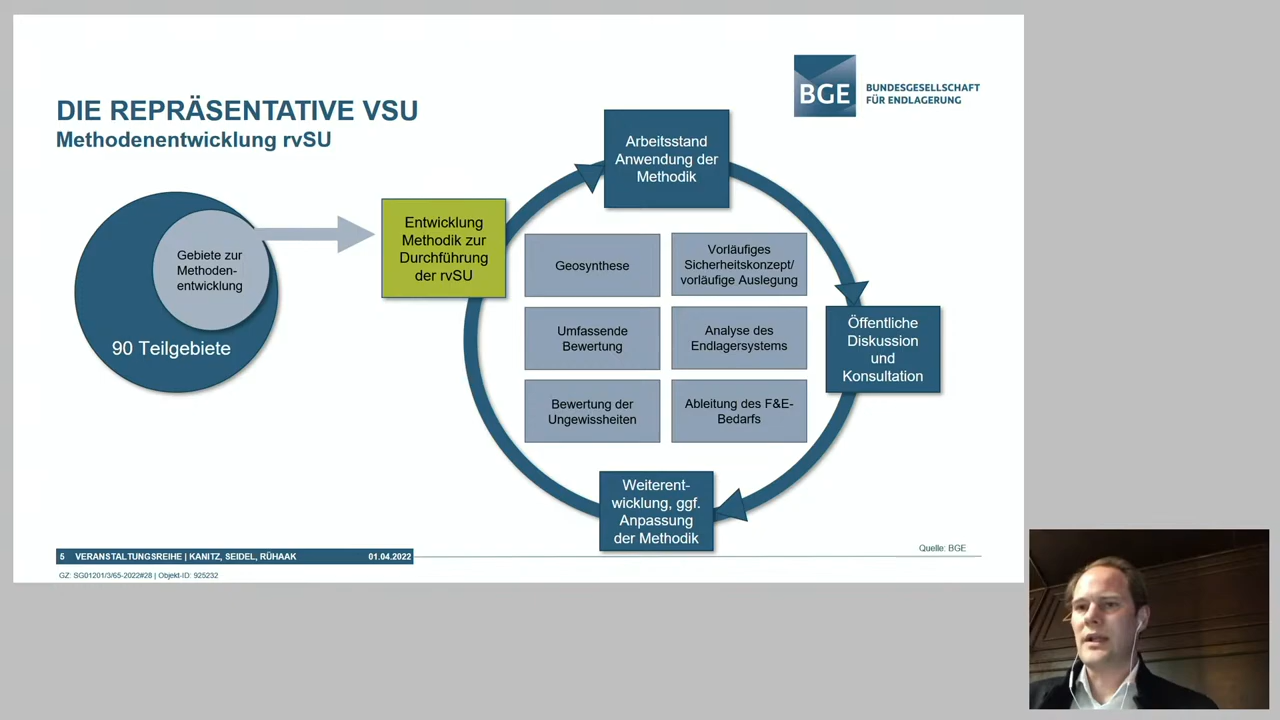 DIE REPRÄSENTATIVE VSU
Methodenentwicklung rvSU
BGE
BUNDESGESELLSCHAFT
FÜR ENDLAGERUNG
Gebiete zur
Methoden-
entwicklung
90 Teilgebiete
Entwicklung
Methodik zur
Durchführung
der rvSU
Arbeitsstand
Anwendung der
Methodik
Geosynthese
Vorläufiges
Sicherheitskonzept/
vorläufige Auslegung
Umfassende
Bewertung
Analyse des
Endlagersystems
Bewertung der
Ungewissheiten
Ableitung des F&E-
Bedarfs
Öffentliche
Diskussion
und
Konsultation
Weiterent-
wicklung, ggf.
Anpassung
der Methodik
Quelle: BGE
5 VERANSTALTUNGSREIHE | KANITZ, SEIDEL, RÜHAAK 01.04.2022
GZ: SG01201/3/65-2022#28 | Objekt-ID: 925232